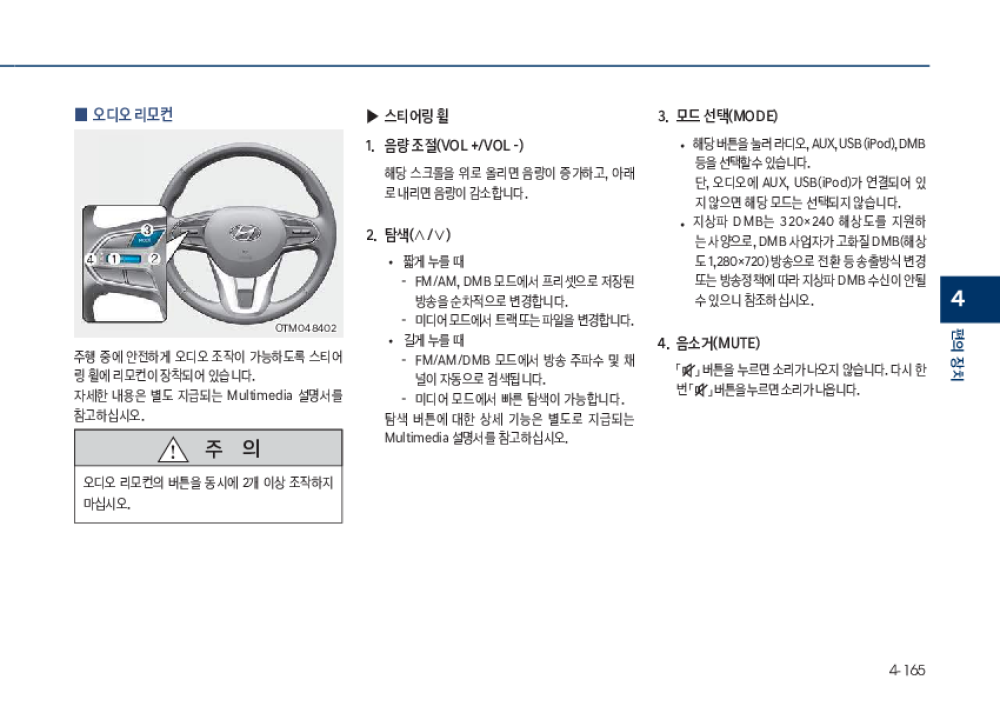 ■ 오디오 리모컨
③
MODE
④ ① ②
OTM048402
주행 중에 안전하게 오디오 조작이 가능하도록 스티어
링 휠에 리모컨이 장착되어 있습니다.
자세한 내용은 별도 지급되는 Multimedia 설명서를
참고하십시오.
주 의
오디오 리모컨의 버튼을 동시에 2개 이상 조작하지
마십시오.
▶ 스티어링 휠
1. 음량 조절(VOL +/VOL -)
해당 스크롤을 위로 올리면 음량이 증가하고, 아래
로 내리면 음량이 감소합니다.
2. 탐색(∧/∨)
• 짧게 누를 때
- FM/AM, DMB 모드에서 프리셋으로 저장된
방송을 순차적으로 변경합니다.
- 미디어 모드에서 트랙 또는 파일을 변경합니다.
• 길게 누를 때
- FM/AM/DMB 모드에서 방송 주파수 및 채
널이 자동으로 검색됩니다.
- 미디어 모드에서 빠른 탐색이 가능합니다.
탐색 버튼에 대한 상세 기능은 별도로 지급되는
Multimedia 설명서를 참고하십시오.
3. 모드 선택(MODE)
• 해당 버튼을 눌러 라디오, AUX, USB (iPod), DMB
등을 선택할 수 있습니다.
단, 오디오에 AUX, USB(iPod)가 연결되어 있
지 않으면 해당 모드는 선택되지 않습니다.
• 지상파 DMB는 320×240 해상도를 지원하
는 사양으로, DMB 사업자가 고화질 DMB(해상
도 1,280×720) 방송으로 전환 등 송출방식 변경
또는 방송정책에 따라 지상파 DMB 수신이 안될
수 있으니 참조하십시오.
4. 음소거(MUTE)
「」버튼을 누르면 소리가 나오지 않습니다. 다시 한
번 「」버튼을 누르면 소리가 나옵니다.
4
편의 장치
4-165